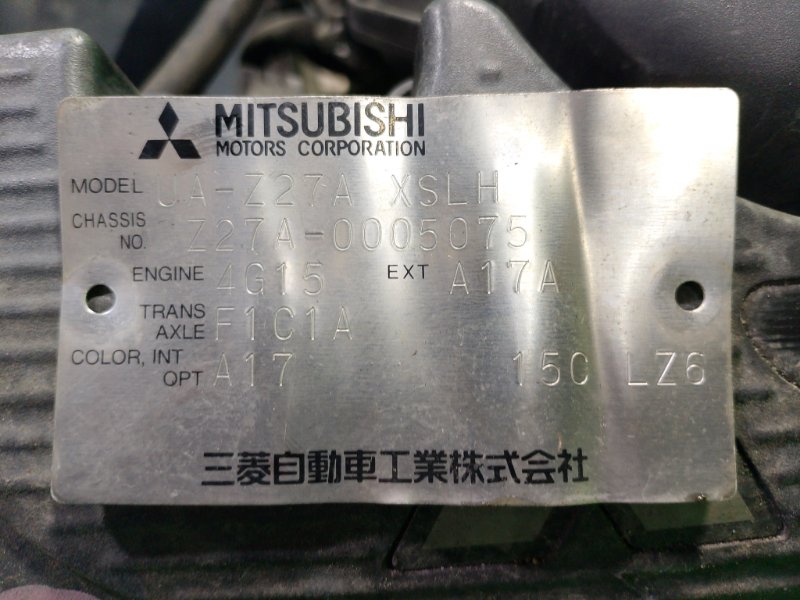 MITSUBISHI
MOTORS CORPORATION
MODEL UA-Z27A XSLH
CHASSIS NO. Z27A-0005075
ENGINE 4G15 EXT A17A
TRANS AXLE F1C1A
COLOR, INT OPT A17 15C LZ6
三菱自動車工業株式会社